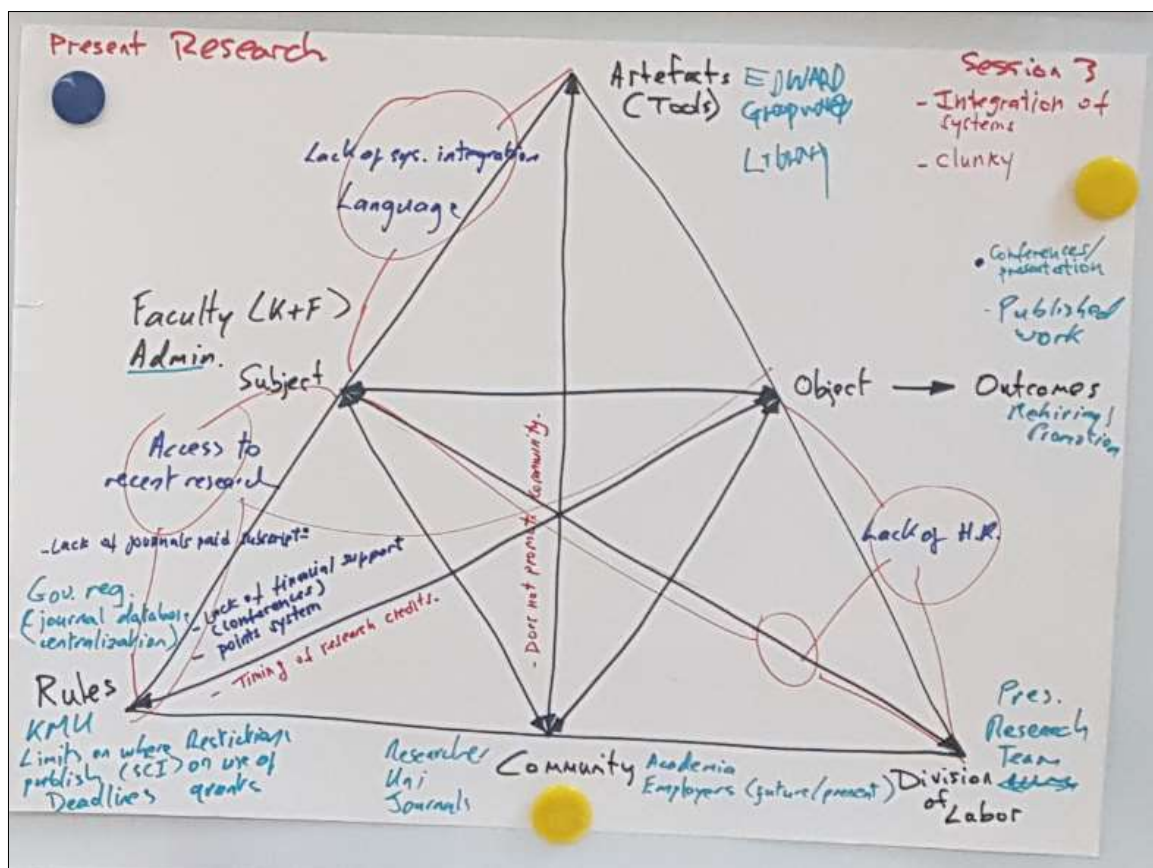 Present Research
Artefacts
(Tools)
EDWARD
Groupware
Library
Session 3
- Integration of
systems
- clunky
Lack of sys. integration
Language
• Conferences/
presentation
- Published
work
Faculty (K+F)
Admin.
Subject
Object
Outcomes
Rehiring/
Promotion
Access to
recent research
- Does not promote community.
Lack of H.R.
- Lack of journals paid
Gov. reg.
(journal database
centralization)
- Lack of financial support
(conferences)
- points system
- Timing of research credits.
Rules
KMU
Limits on where
publish (SCI)
Deadlines
Restrictions
on use of
grants
Researcher
Uni
Journals
Community
Academia
Employers (future/present)
Pres.
Research
Team
Division
of
Labor